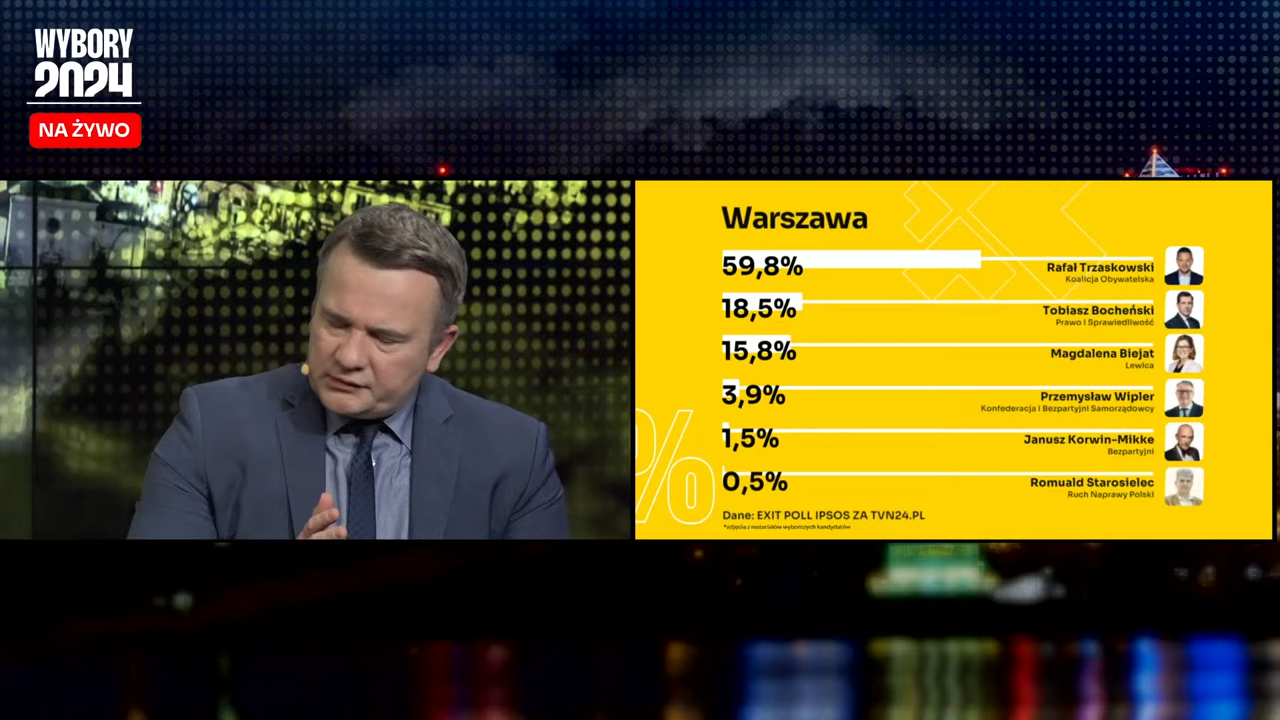 WYBORY
2024
NA ŻYWO
Warszawa
59,8%
Rafał Trzaskowski
Koalicja Obywatelska
18,5%
Tobiasz Bocheński
Prawo i Sprawiedliwość
15,8%
Magdalena Biejat
Lewica
3,9%
Przemysław Wipler
Konfederacja i Bezpartyjni Samorządowcy
1,5%
Janusz Korwin-Mikke
Bezpartyjni
0,5%
Romuald Starosielec
Ruch Naprawy Polski
%
Dane: EXIT POLL IPSOS ZA TVN24.PL
*zdjęcia z materiałów wyborczych kandydatów